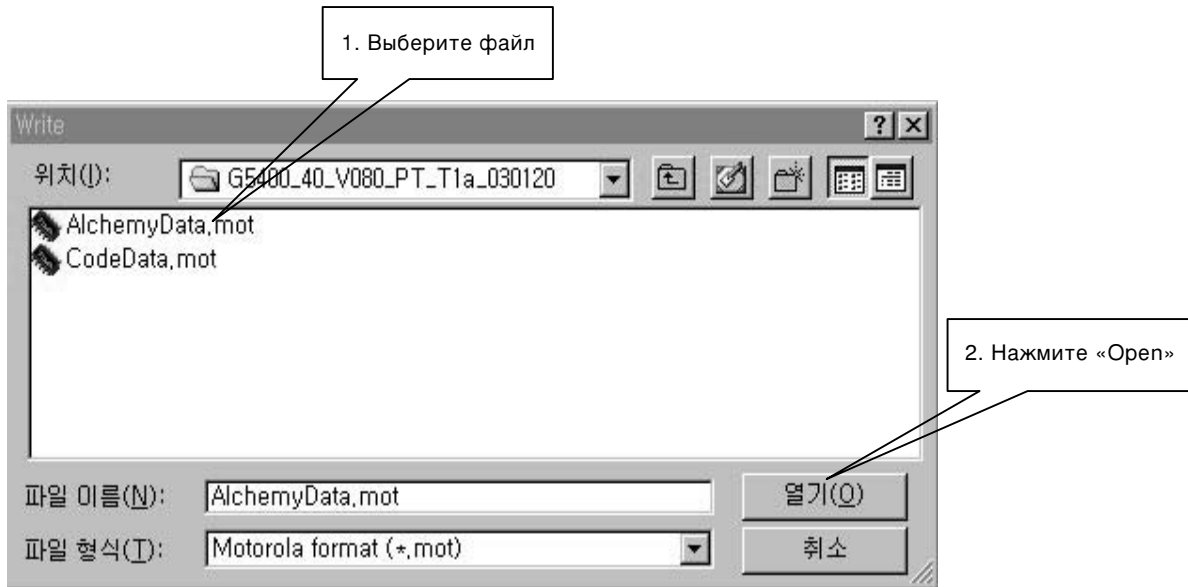 1. Выберите файл
Write
위치(I):
G5400_40_V080_PT_T1a_030120
AlchemyData,mot
CodeData,mot
2. Нажмите «Open»
파일 이름(N):
AlchemyData,mot
열기(O)
파일 형식(T):
Motorola format (*,mot)
취소